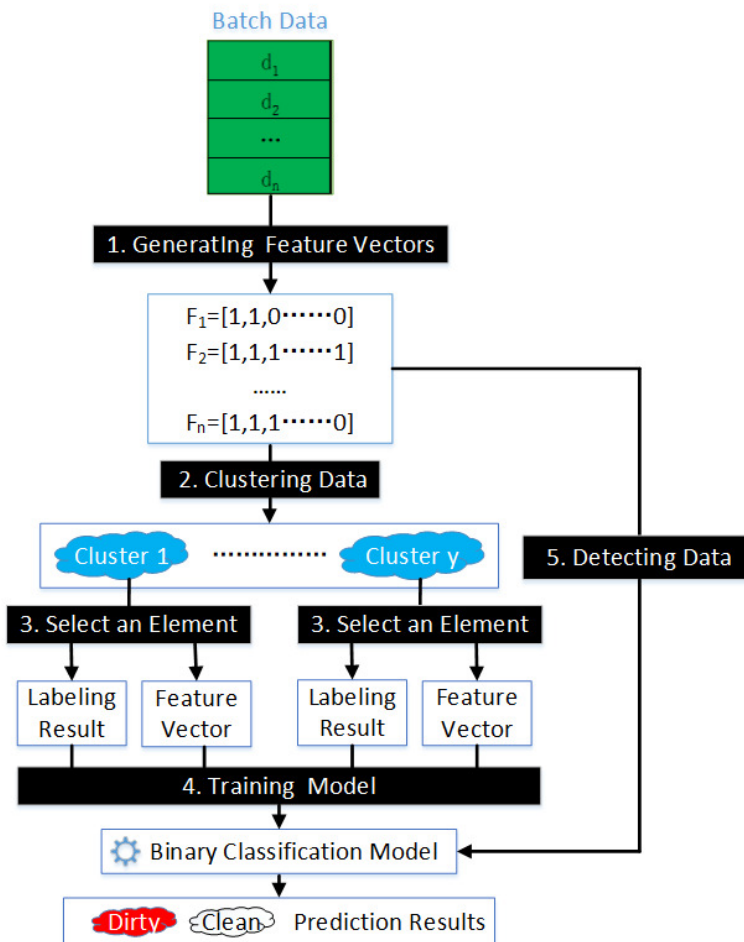 Batch Data
d₁
d₂
...
dₙ
1. GeneratIng Feature Vectors
F₁=[1,1,0⋯⋯0]
F₂=[1,1,1⋯⋯1]
......
Fₙ=[1,1,1⋯⋯0]
2. Clustering Data
Cluster 1 ............... Cluster y
5. Detecting Data
3. Select an Element 3. Select an Element
Labeling Result
Feature Vector
Labeling Result
Feature Vector
4. Training Model
Binary Classification Model
Dirty Clean Prediction Results